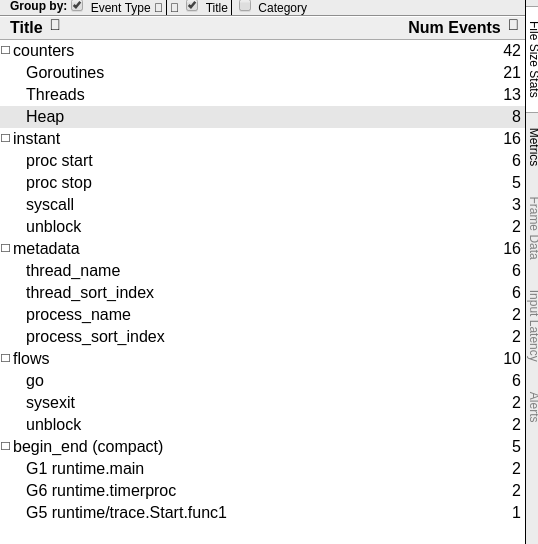 Group by: Event Type Title Category
Title Num Events
counters 42
Goroutines 21
Threads 13
Heap 8
instant 16
proc start 6
proc stop 5
syscall 3
unblock 2
metadata 16
thread_name 6
thread_sort_index 6
process_name 2
process_sort_index 2
flows 10
go 6
sysexit 2
unblock 2
begin_end (compact) 5
G1 runtime.main 2
G6 runtime.timerproc 2
G5 runtime/trace.Start.func1 1
File Size Stats
Metrics
Frame Data
Input Latency
Alerts